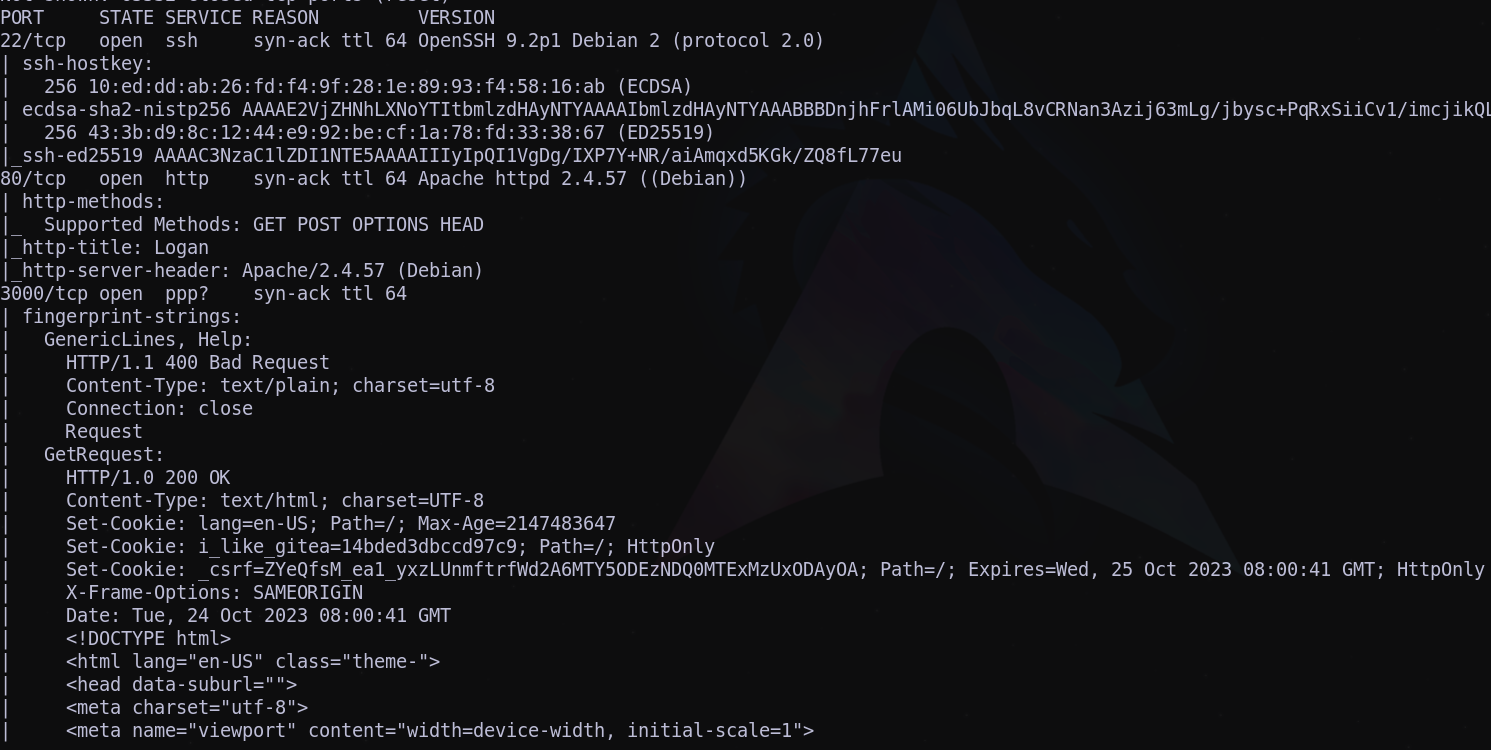 PORT     STATE SERVICE REASON         VERSION
22/tcp   open  ssh     syn-ack ttl 64 OpenSSH 9.2p1 Debian 2 (protocol 2.0)
| ssh-hostkey:
|   256 10:ed:dd:ab:26:fd:f4:9f:28:1e:89:93:f4:58:16:ab (ECDSA)
| ecdsa-sha2-nistp256 AAAAE2VjZHNhLXNoYTItbmlzdHAyNTYAAAAIbmlzdHAyNTYAAABBBDnjhFrlAMi06UbJbqL8vCRNan3Azij63mLg/jbysc+PqRxSiiCv1/imcjikQL
|   256 43:3b:d9:8c:12:44:e9:92:be:cf:1a:78:fd:33:38:67 (ED25519)
|_ssh-ed25519 AAAAC3NzaC1lZDI1NTE5AAAAIIIyIpQI1VgDg/IXP7Y+NR/aiAmqxd5KGk/ZQ8fL77eu
80/tcp   open  http    syn-ack ttl 64 Apache httpd 2.4.57 ((Debian))
| http-methods:
|_  Supported Methods: GET POST OPTIONS HEAD
|_http-title: Logan
|_http-server-header: Apache/2.4.57 (Debian)
3000/tcp open  ppp?    syn-ack ttl 64
| fingerprint-strings:
|   GenericLines, Help:
|     HTTP/1.1 400 Bad Request
|     Content-Type: text/plain; charset=utf-8
|     Connection: close
|     Request
|   GetRequest:
|     HTTP/1.0 200 OK
|     Content-Type: text/html; charset=UTF-8
|     Set-Cookie: lang=en-US; Path=/; Max-Age=2147483647
|     Set-Cookie: i_like_gitea=14bded3dbccd97c9; Path=/; HttpOnly
|     Set-Cookie: _csrf=ZYeQfsM_ea1_yxzLUnmftrfWd2A6MTY5ODEzNDQ0MTExMzUxODAyOA; Path=/; Expires=Wed, 25 Oct 2023 08:00:41 GMT; HttpOnly
|     X-Frame-Options: SAMEORIGIN
|     Date: Tue, 24 Oct 2023 08:00:41 GMT
|     <!DOCTYPE html>
|     <html lang="en-US" class="theme-">
|     <head data-suburl="">
|     <meta charset="utf-8">
|     <meta name="viewport" content="width=device-width, initial-scale=1">